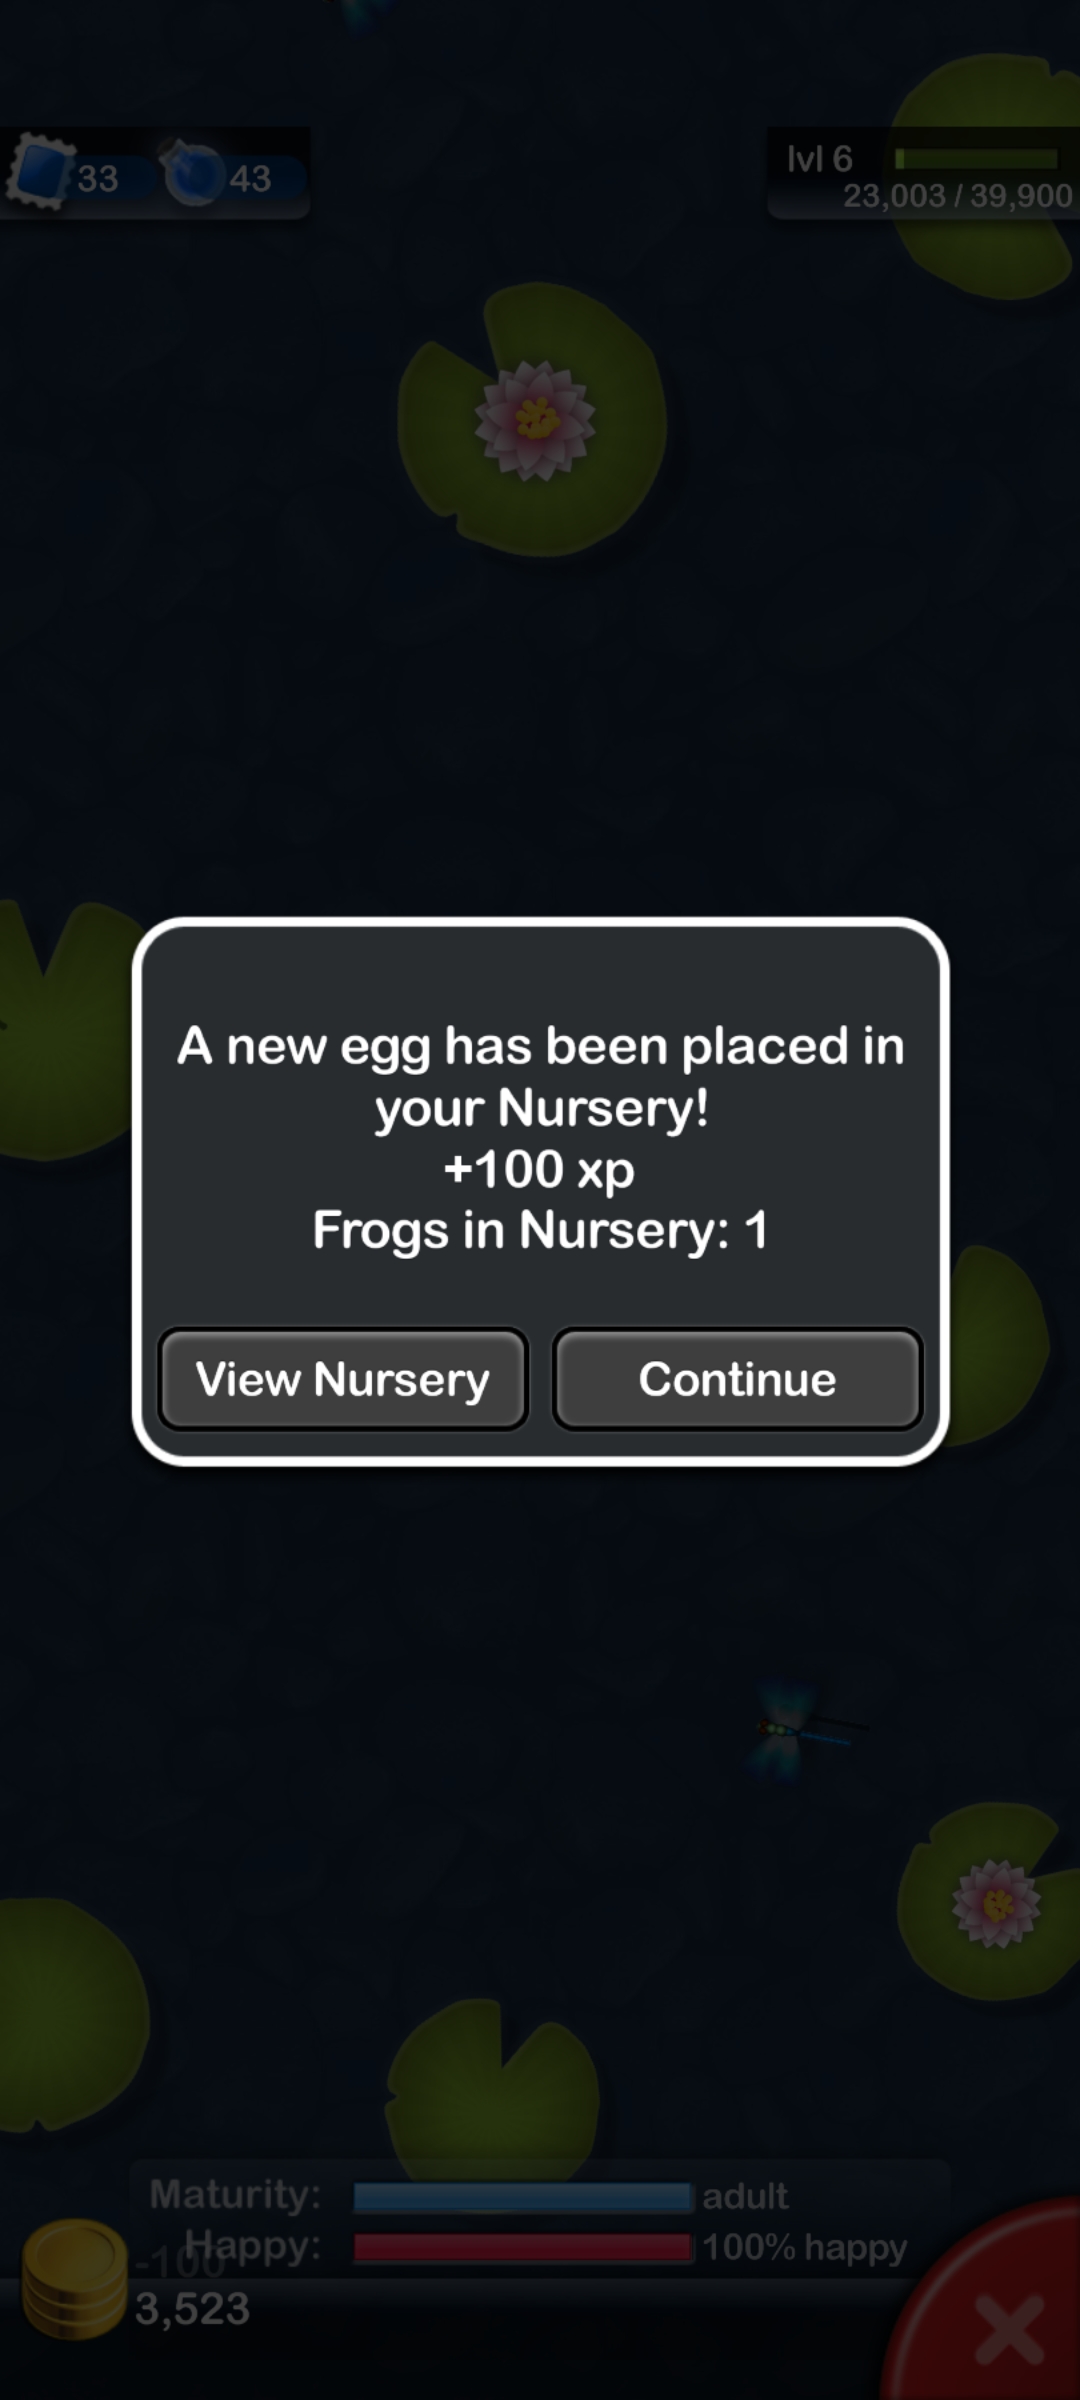 33
43
lvl 6
23,003 / 39,900
A new egg has been placed in
your Nursery!
+100 xp
Frogs in Nursery: 1
View Nursery
Continue
Maturity:
adult
Happy:
100% happy
-100
3,523